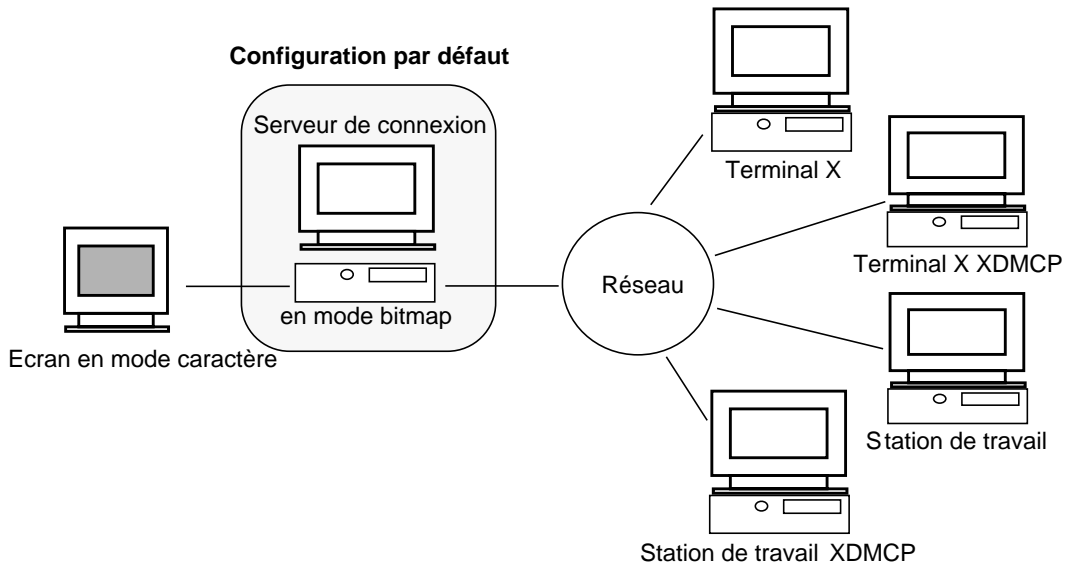 Configuration par défaut
Serveur de connexion
en mode bitmap
Ecran en mode caractère
Réseau
Terminal X
Terminal X XDMCP
Station de travail
Station de travail XDMCP